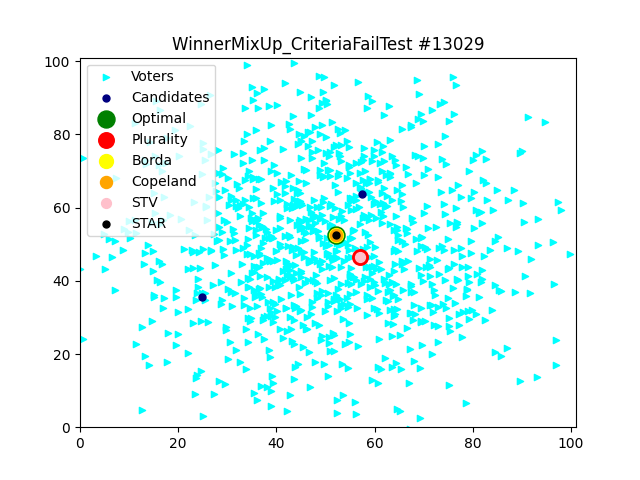 WinnerMixUp_CriteriaFailTest #13029
100
80
60
40
20
0
Voters
Candidates
Optimal
Plurality
Borda
Copeland
STV
STAR
0 20 40 60 80 100